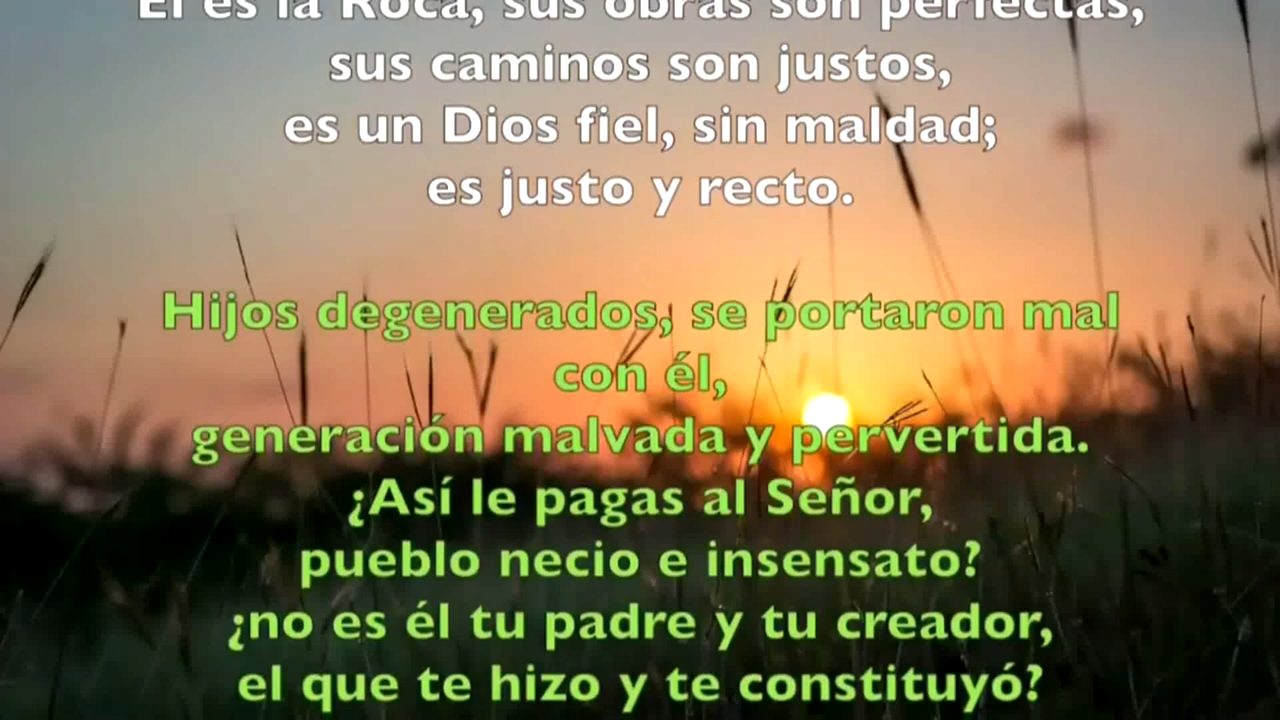 Él es la Roca, sus obras son perfectas,
sus caminos son justos,
es un Dios fiel, sin maldad;
es justo y recto.
Hijos degenerados, se portaron mal
con él,
generación malvada y pervertida.
¿Así le pagas al Señor,
pueblo necio e insensato?
¿no es él tu padre y tu creador,
el que te hizo y te constituyó?